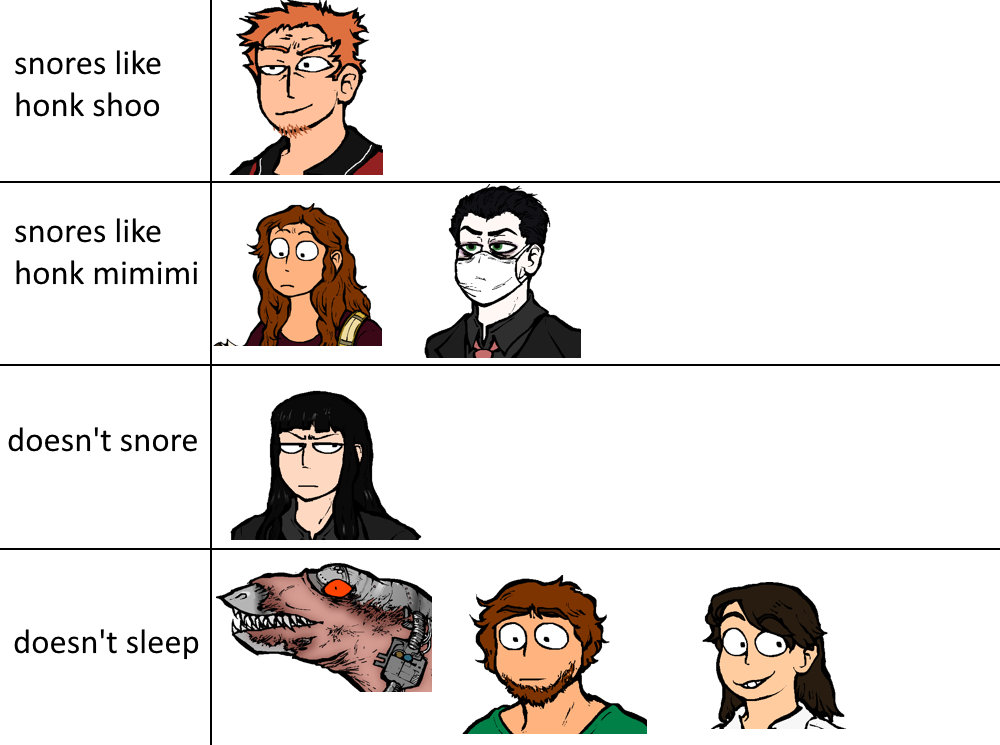 snores like
honk shoo
snores like
honk mimimi
doesn't snore
doesn't sleep